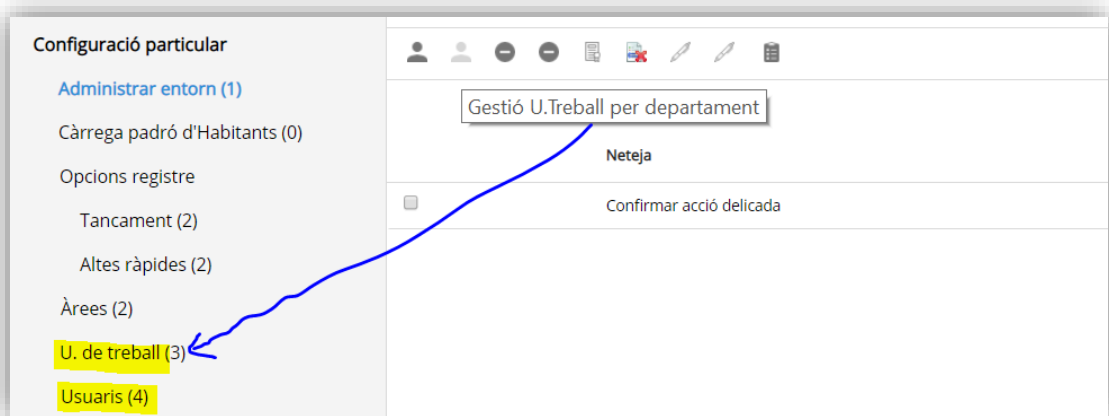 Configuració particular
Administrar entorn (1)
Càrrega padró d'Habitants (0)
Opcions registre
Tancament (2)
Altes ràpides (2)
Àrees (2)
U. de treball (3)
Usuaris (4)
Gestió U.Treball per departament
Neteja
Confirmar acció delicada